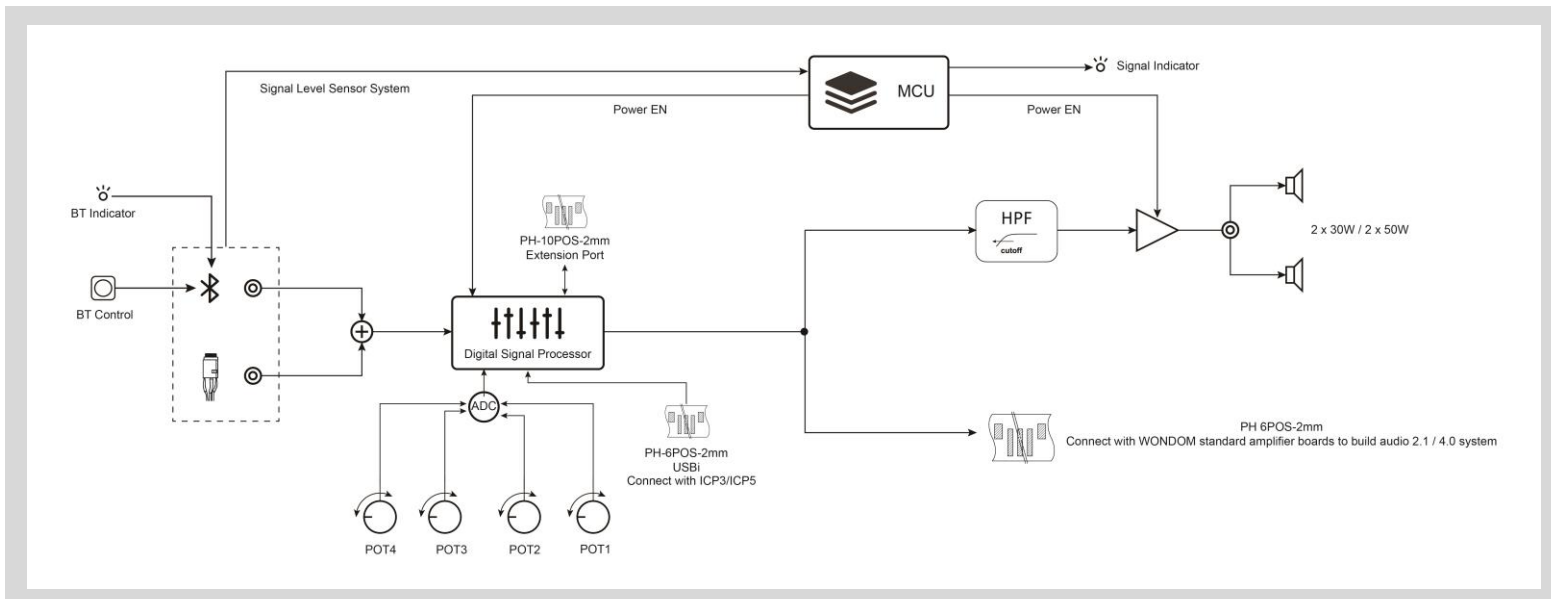 Signal Level Sensor System
MCU
Signal Indicator
Power EN
Power EN
BT Indicator
PH-10POS-2mm
Extension Port
HPF
cutoff
2 x 30W / 2 x 50W
BT Control
Digital Signal Processor
ADC
PH-6POS-2mm
USBi
Connect with ICP3/ICP5
PH 6POS-2mm
Connect with WONDOM standard amplifier boards to build audio 2.1 / 4.0 system
POT4
POT3
POT2
POT1